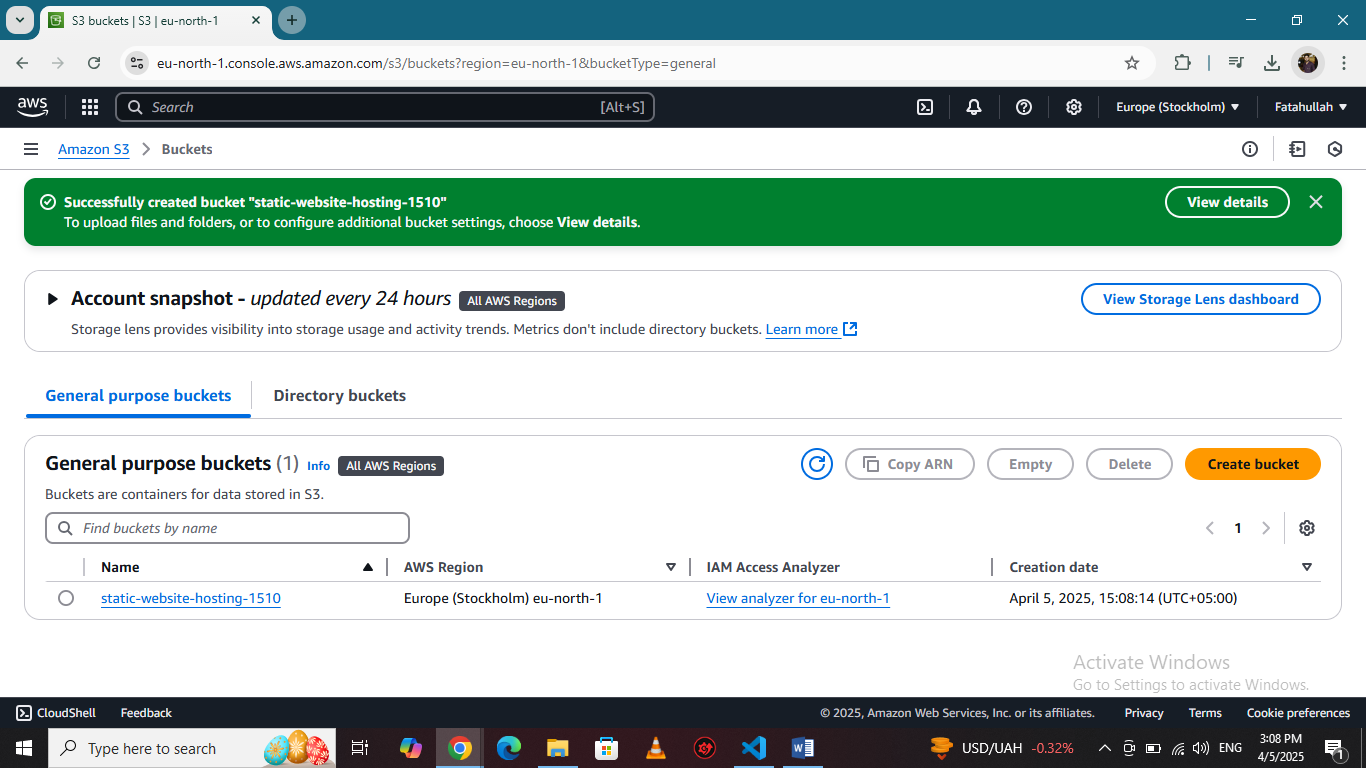 S3 buckets | S3 | eu-north-1
eu-north-1.console.aws.amazon.com/s3/buckets?region=eu-north-1&bucketType=general
aws
Search
[Alt+S]
Europe (Stockholm)
Fatahullah
Amazon S3
Buckets
Successfully created bucket "static-website-hosting-1510"
To upload files and folders, or to configure additional bucket settings, choose View details.
View details
Account snapshot - updated every 24 hours
All AWS Regions
View Storage Lens dashboard
Storage lens provides visibility into storage usage and activity trends. Metrics don't include directory buckets. Learn more
General purpose buckets
Directory buckets
General purpose buckets (1) Info
All AWS Regions
Copy ARN
Empty
Delete
Create bucket
Buckets are containers for data stored in S3.
Find buckets by name
1
Name
AWS Region
IAM Access Analyzer
Creation date
static-website-hosting-1510
Europe (Stockholm) eu-north-1
View analyzer for eu-north-1
April 5, 2025, 15:08:14 (UTC+05:00)
Activate Windows
Go to Settings to activate Windows.
CloudShell
Feedback
© 2025, Amazon Web Services, Inc. or its affiliates.
Privacy
Terms
Cookie preferences
Type here to search
USD/UAH -0.32%
ENG
3:08 PM
4/5/2025
1